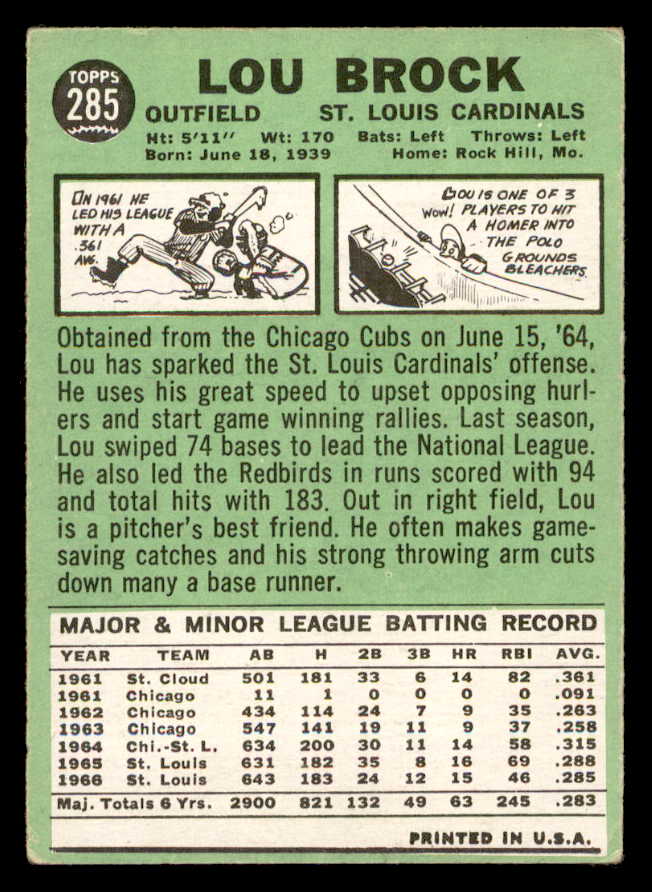 TOPPS
285
LOU BROCK
OUTFIELD ST. LOUIS CARDINALS
Ht: 5'11" Wt: 170 Bats: Left Throws: Left
Born: June 18, 1939 Home: Rock Hill, Mo.
ON 1961 HE
LED HIS LEAGUE
WITH A
.361
AVG.
LOU IS ONE OF 3
WOW! PLAYERS TO HIT
A HOMER INTO
THE POLO
GROUNDS
BLEACHERS
Obtained from the Chicago Cubs on June 15, '64,
Lou has sparked the St. Louis Cardinals' offense.
He uses his great speed to upset opposing hurl-
ers and start game winning rallies. Last season,
Lou swiped 74 bases to lead the National League.
He also led the Redbirds in runs scored with 94
and total hits with 183. Out in right field, Lou
is a pitcher's best friend. He often makes game-
saving catches and his strong throwing arm cuts
down many a base runner.
MAJOR & MINOR LEAGUE BATTING RECORD
YEAR TEAM AB H 2B 3B HR RBI AVG.
1961 St. Cloud 501 181 33 6 14 82 .361
1961 Chicago 11 1 0 0 0 0 .091
1962 Chicago 434 114 24 7 9 35 .263
1963 Chicago 547 141 19 11 9 37 .258
1964 Chi.-St. L. 634 200 30 11 14 58 .315
1965 St. Louis 631 182 35 8 16 69 .288
1966 St. Louis 643 183 24 12 15 46 .285
Maj. Totals 6 Yrs. 2900 821 132 49 63 245 .283
PRINTED IN U.S.A.